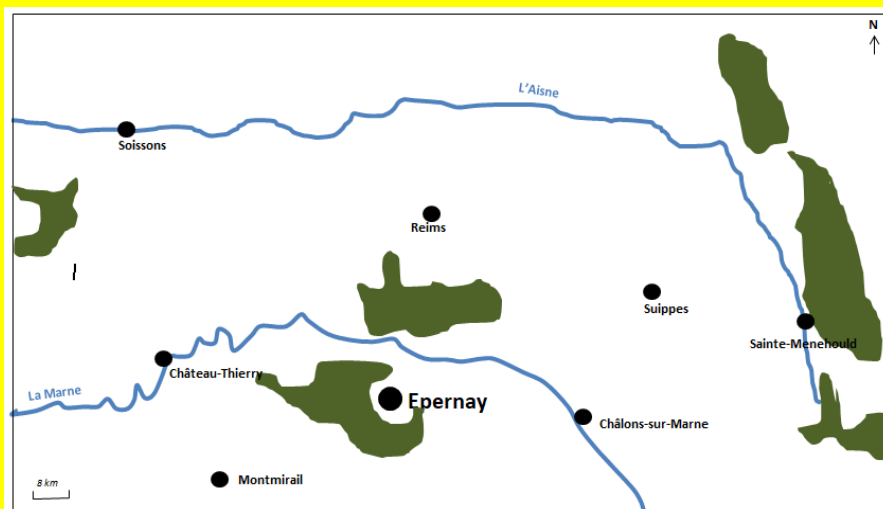 N
L'Aisne
Soissons
Reims
Suippes
Sainte-Menehould
Château-Thierry
La Marne
Epernay
Châlons-sur-Marne
Montmirail
8 km